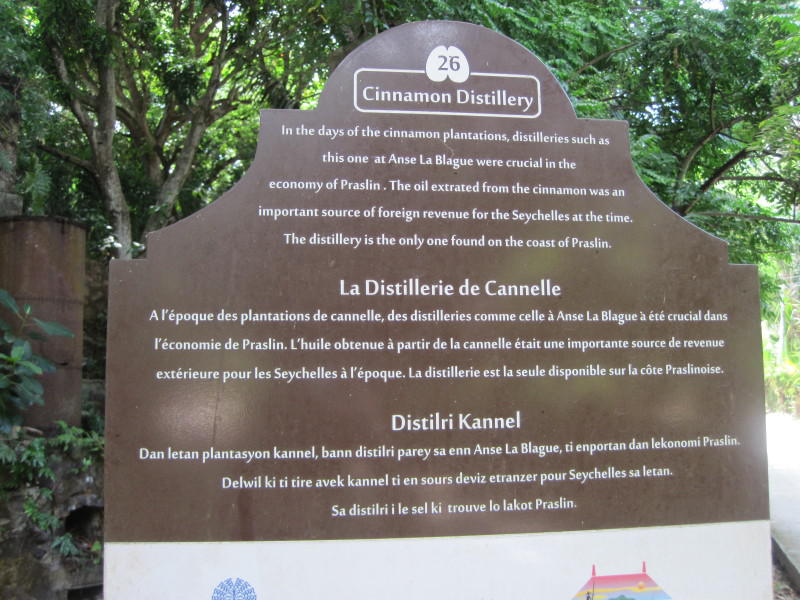 26
Cinnamon Distillery
In the days of the cinnamon plantations, distilleries such as
this one at Anse La Blague were crucial in the
economy of Praslin . The oil extrated from the cinnamon was an
important source of foreign revenue for the Seychelles at the time.
The distillery is the only one found on the coast of Praslin.
La Distillerie de Cannelle
A l'époque des plantations de cannelle, des distilleries comme celle à Anse La Blague à été crucial dans
l'économie de Praslin. L'huile obtenue à partir de la cannelle était une importante source de revenue
extérieure pour les Seychelles à l'époque. La distillerie est la seule disponible sur la côte Praslinoise.
Distilri Kannel
Dan letan plantasyon kannel, bann distilri parey sa enn Anse La Blague, ti enportan dan lekonomi Praslin.
Delwil ki ti tire avek kannel ti en sours deviz etranzer pour Seychelles sa letan.
Sa distilri i le sel ki trouve lo lakot Praslin.